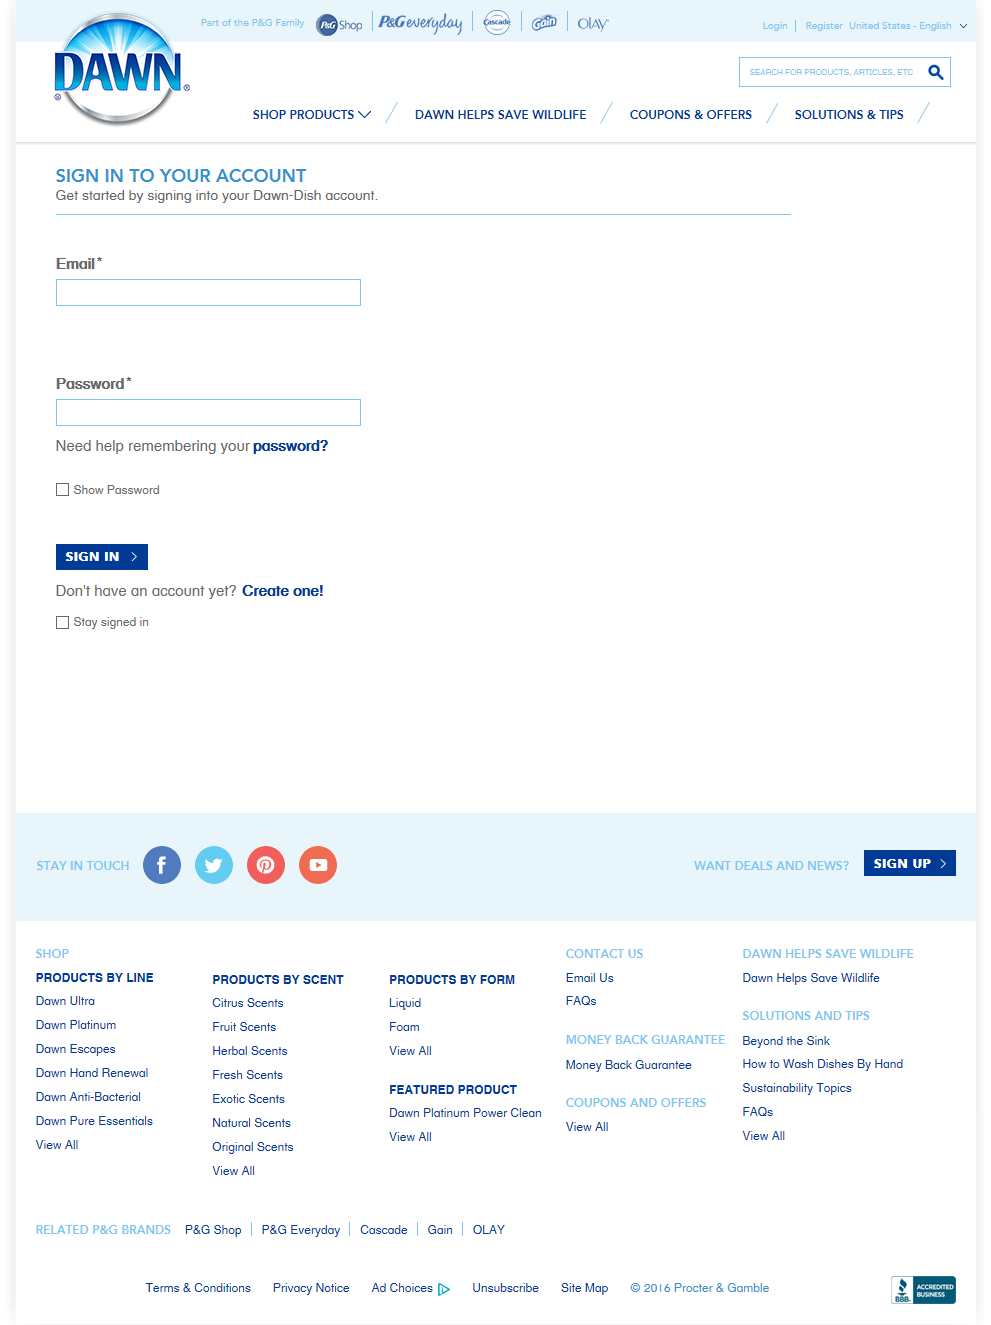 Part of the P&G Family
P&G Shop
P&G everyday
Cascade
Gain
OLAY
Login
Register
United States - English
DAWN
SEARCH FOR PRODUCTS, ARTICLES, ETC
SHOP PRODUCTS
DAWN HELPS SAVE WILDLIFE
COUPONS & OFFERS
SOLUTIONS & TIPS
SIGN IN TO YOUR ACCOUNT
Get started by signing into your Dawn-Dish account.
Email*
Password*
Need help remembering your password?
Show Password
SIGN IN
Don't have an account yet? Create one!
Stay signed in
STAY IN TOUCH
WANT DEALS AND NEWS?
SIGN UP
SHOP
PRODUCTS BY LINE
Dawn Ultra
Dawn Platinum
Dawn Escapes
Dawn Hand Renewal
Dawn Anti-Bacterial
Dawn Pure Essentials
View All
PRODUCTS BY SCENT
Citrus Scents
Fruit Scents
Herbal Scents
Fresh Scents
Exotic Scents
Natural Scents
Original Scents
View All
PRODUCTS BY FORM
Liquid
Foam
View All
FEATURED PRODUCT
Dawn Platinum Power Clean
View All
CONTACT US
Email Us
FAQs
MONEY BACK GUARANTEE
Money Back Guarantee
COUPONS AND OFFERS
View All
DAWN HELPS SAVE WILDLIFE
Dawn Helps Save Wildlife
SOLUTIONS AND TIPS
Beyond the Sink
How to Wash Dishes By Hand
Sustainability Topics
FAQs
View All
RELATED P&G BRANDS
P&G Shop
P&G Everyday
Cascade
Gain
OLAY
Terms & Conditions
Privacy Notice
Ad Choices
Unsubscribe
Site Map
© 2016 Procter & Gamble
BBB
ACCREDITED
BUSINESS